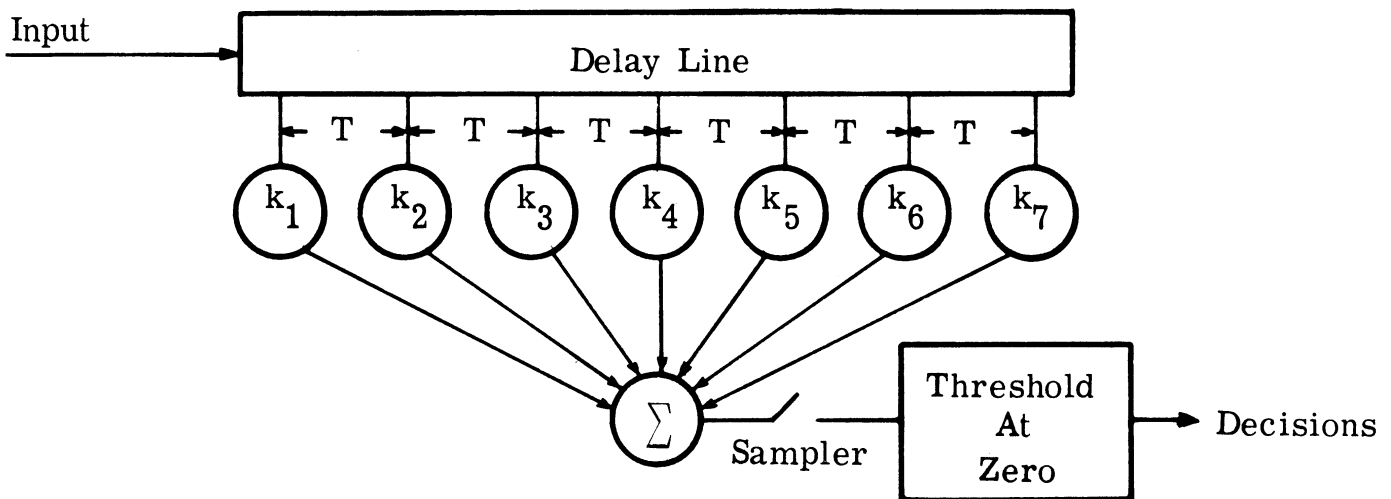 Input
Delay Line
T T T T T T
k1 k2 k3 k4 k5 k6 k7
Σ
Sampler
Threshold
At
Zero
Decisions